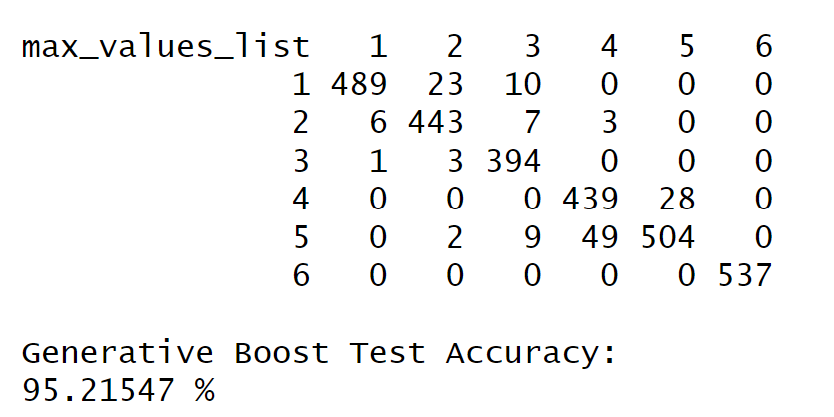 max_values_list 1 2 3 4 5 6
1 489 23 10 0 0 0
2 6 443 7 3 0 0
3 1 3 394 0 0 0
4 0 0 0 439 28 0
5 0 2 9 49 504 0
6 0 0 0 0 0 537
Generative Boost Test Accuracy:
95.21547 %